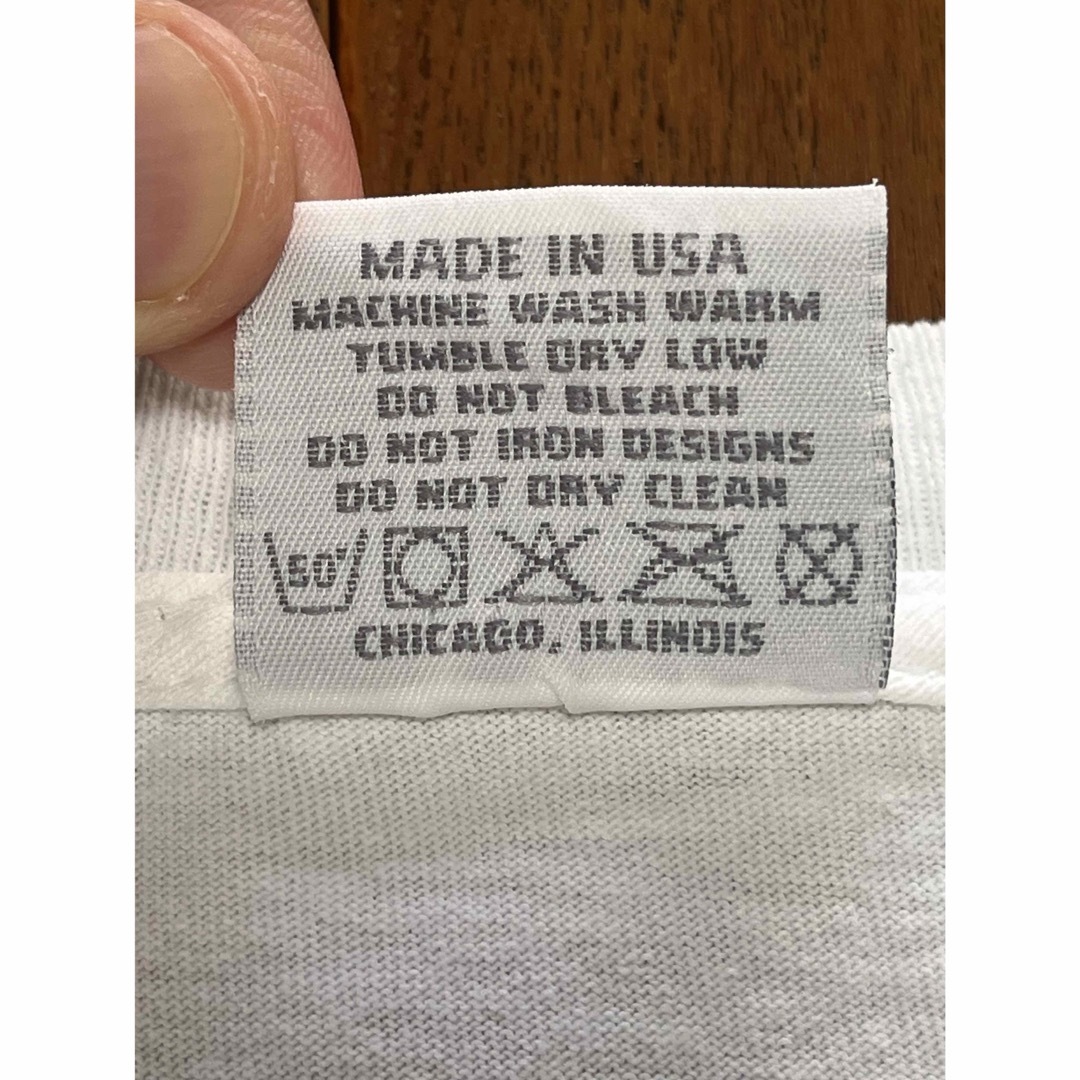 MADE IN USA
MACHINE WASH WARM
TUMBLE DRY LOW
DO NOT BLEACH
DO NOT IRON DESIGNS
DO NOT DRY CLEAN
50°
CHICAGO, ILLINOIS